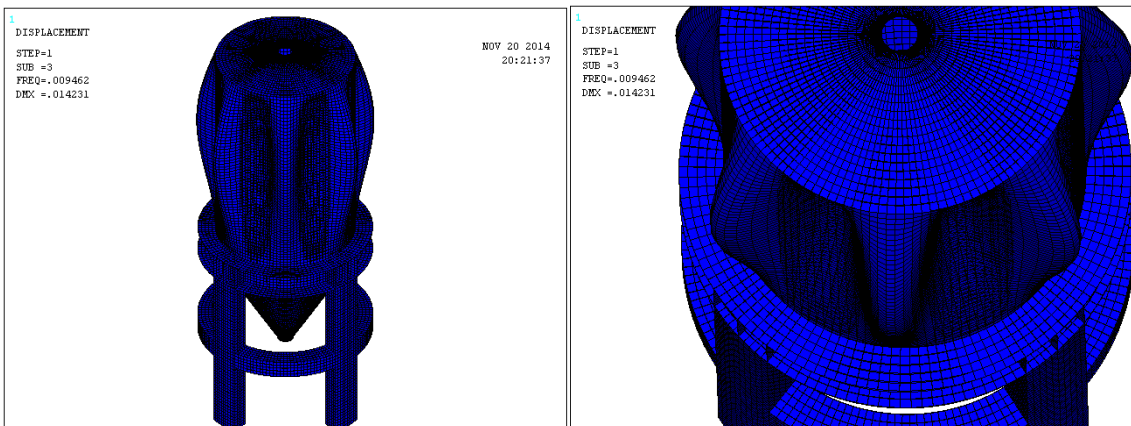 1
DISPLACEMENT
STEP=1
SUB =3
FREQ=.009462
DMX =.014231
NOV 20 2014
20:21:37
1
DISPLACEMENT
STEP=1
SUB =3
FREQ=.009462
DMX =.014231